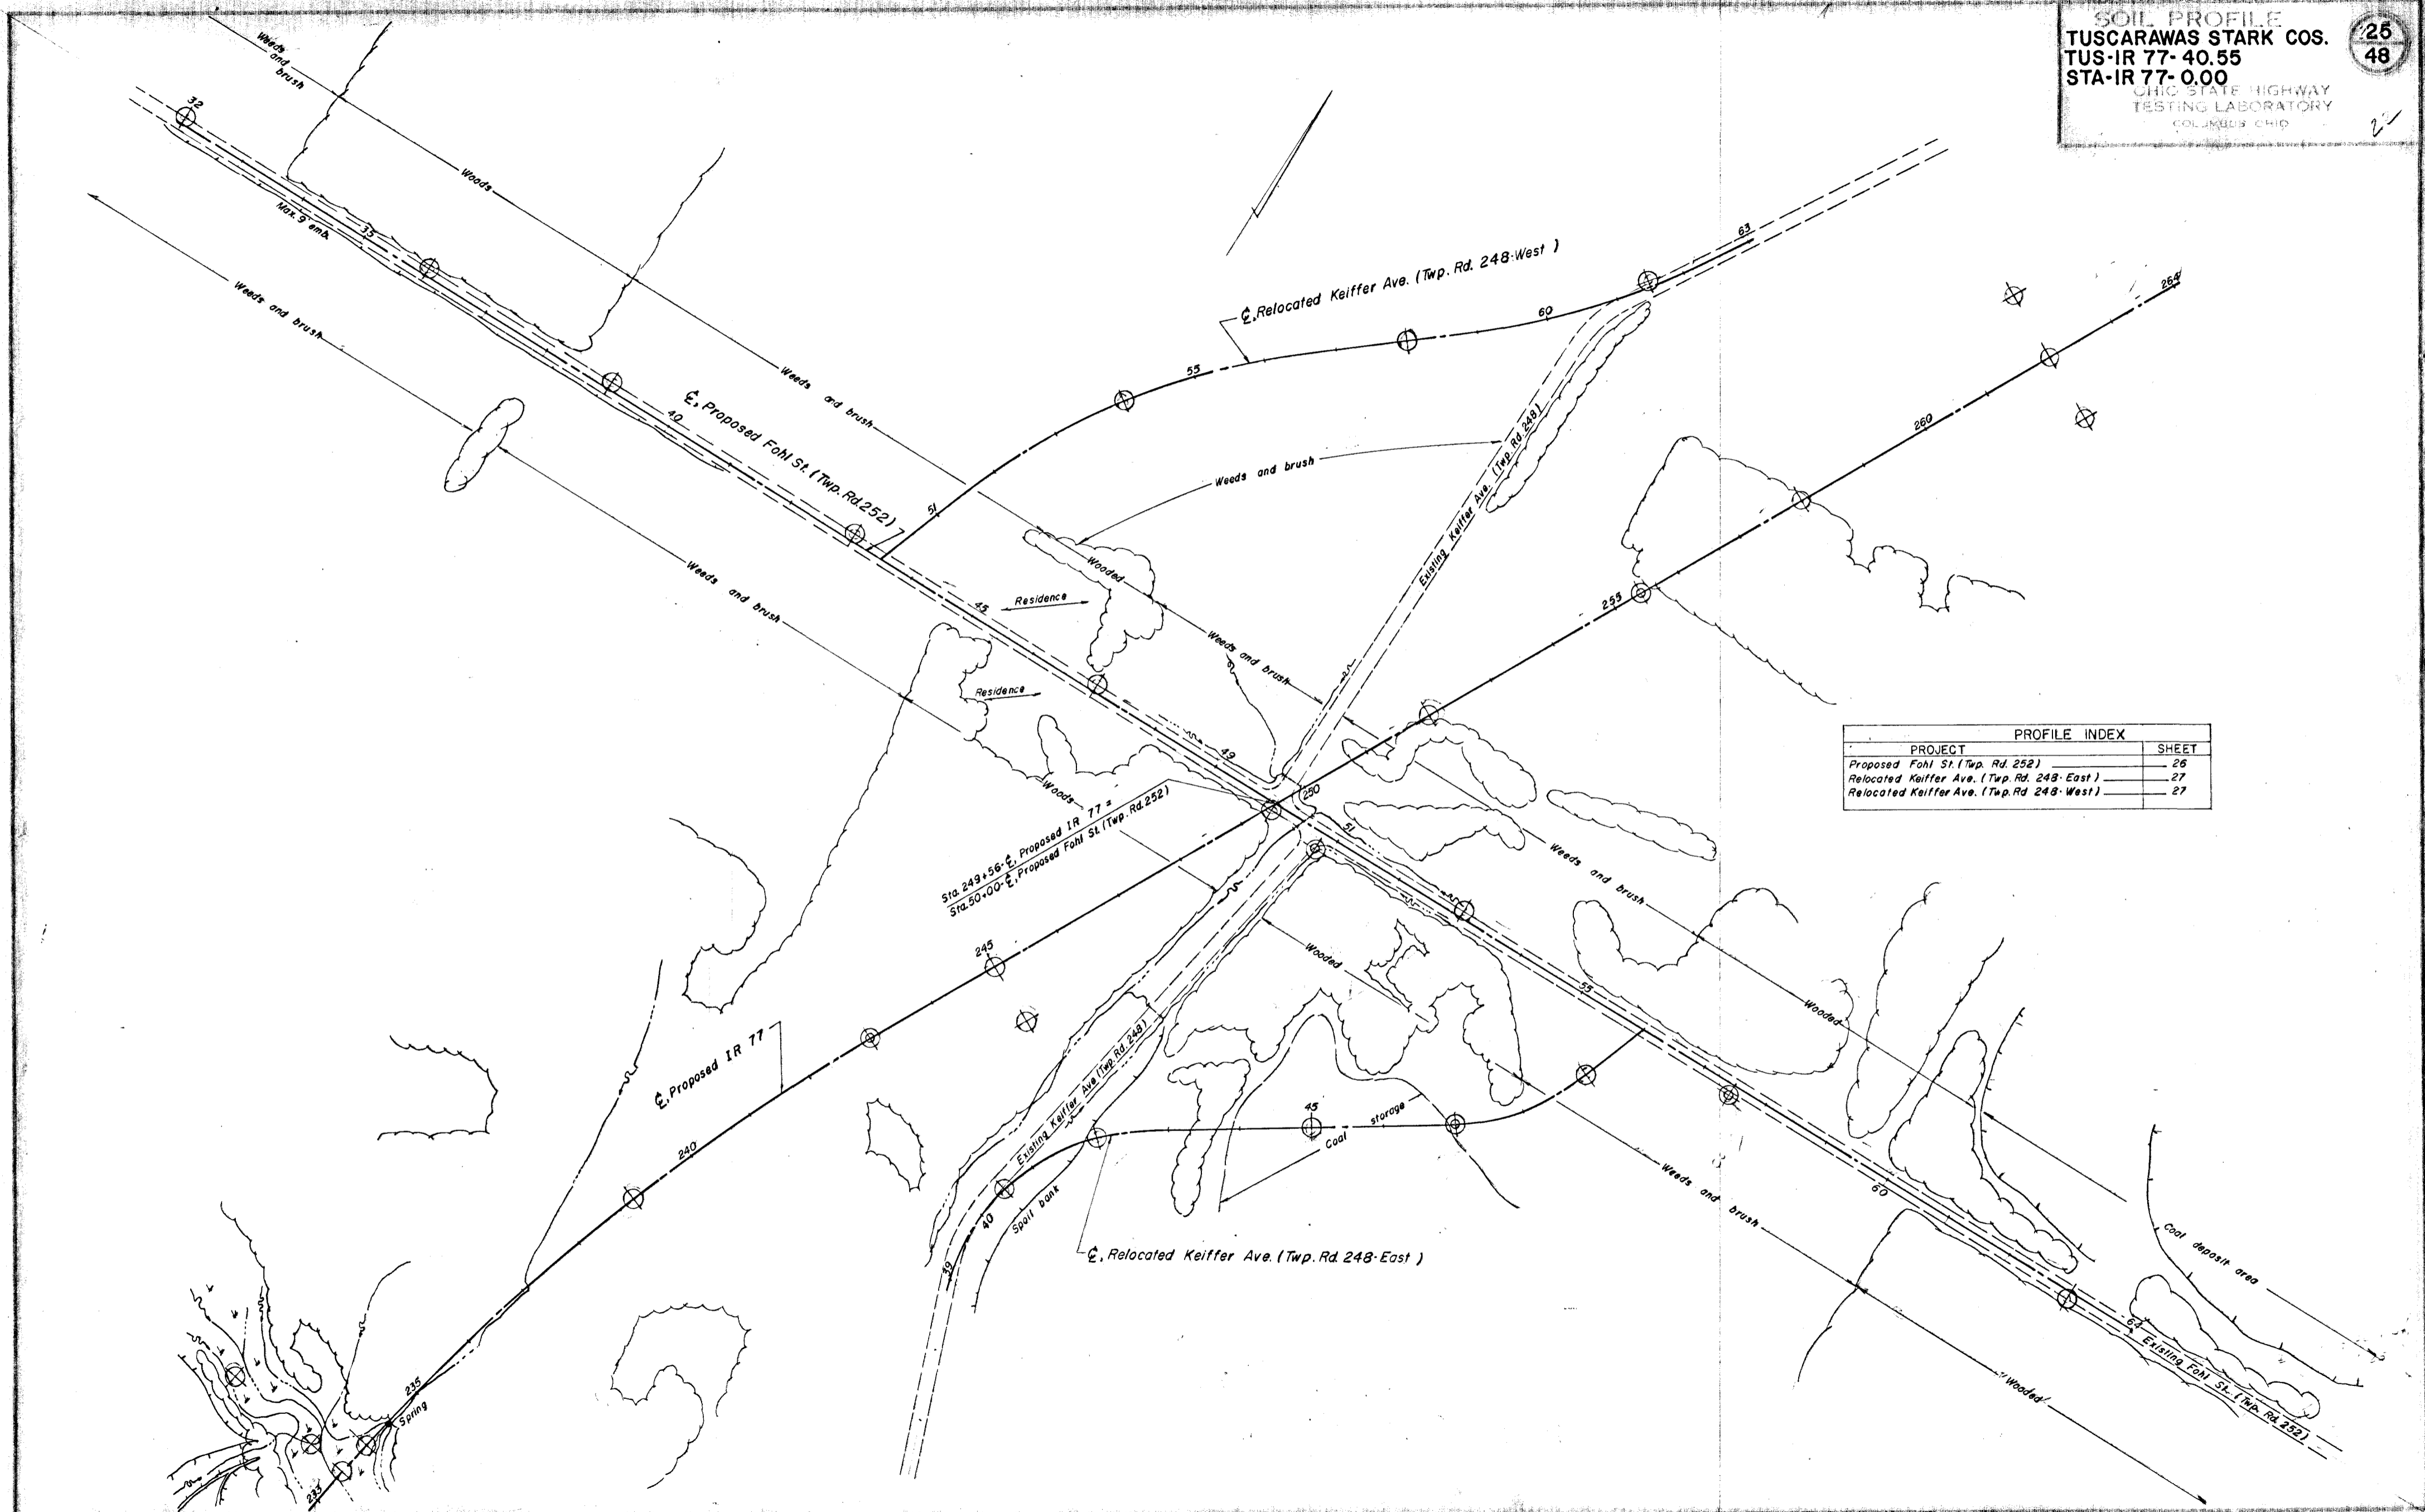 SOIL PROFILE
TUSCARAWAS STARK COS.
TUS-IR 77-40.55
STA-IR 77-0.00
OHIO STATE HIGHWAY
TESTING LABORATORY
COLUMBUS OHIO
25
48
22
Weeds
and
brush
32
Woods
Max. 9' emb.
35
Weeds and brush
℄, Relocated Keiffer Ave. (Twp. Rd. 248-West )
63
60
264
55
Weeds and brush
40
℄, Proposed Fohl St. (Twp. Rd. 252)
51
Weeds and brush
Existing Keiffer Ave. (Twp. Rd. 248)
260
Weeds and brush
Wooded
45
Residence
255
Weeds and brush
Residence
49
Woods
250
51
Sta. 249+56-℄, Proposed IR 77 =
Sta. 50+00-℄, Proposed Fohl St. (Twp. Rd. 252)
PROFILE INDEX
PROJECT SHEET
Proposed Fohl St. (Twp. Rd. 252) 26
Relocated Keiffer Ave. (Twp. Rd. 248-East ) 27
Relocated Keiffer Ave. (Twp. Rd 248-West) 27
Weeds and brush
245
Wooded
55
Wooded
℄, Proposed IR 77
Existing Keiffer Ave (Twp. Rd. 248)
45
Coal storage
240
Weeds and brush
60
40
Spoil bank
39
℄, Relocated Keiffer Ave. (Twp. Rd. 248-East )
Coal deposit area
64
Existing Fohl St. (Twp. Rd. 252)
Wooded
235
Spring
233